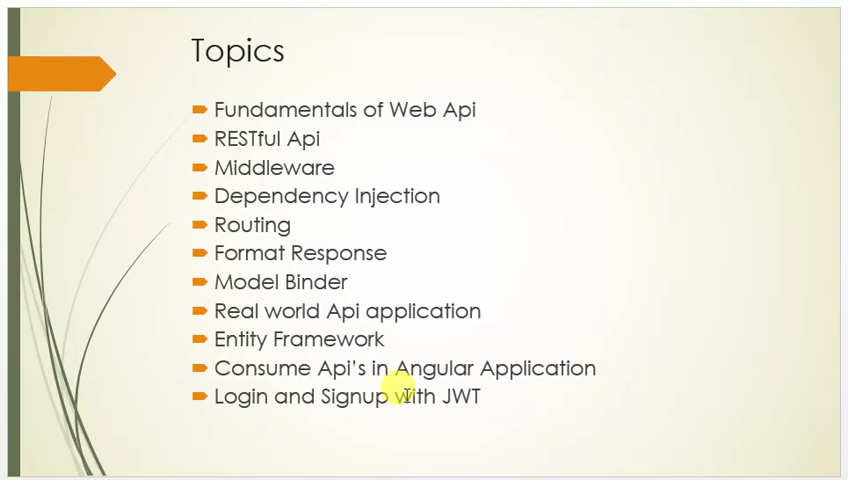 Topics
Fundamentals of Web Api
RESTful Api
Middleware
Dependency Injection
Routing
Format Response
Model Binder
Real world Api application
Entity Framework
Consume Api's in Angular Application
Login and Signup with JWT